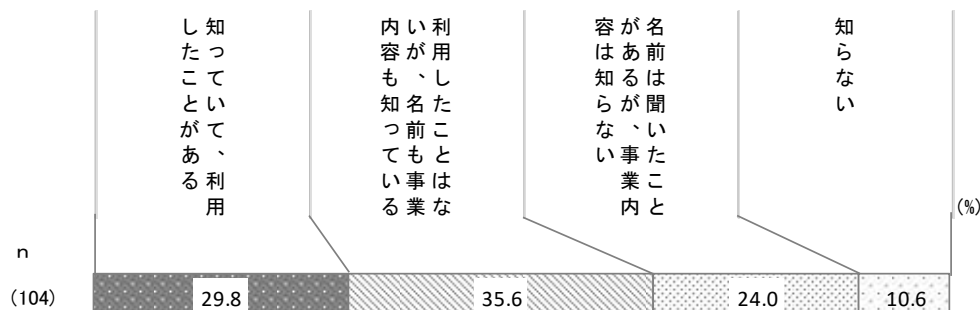 知っていて、利用
したことがある
利用したことはな
いが、名前も事業
内容も知っている
名前は聞いたこと
があるが、事業内
容は知らない
知らない
(%)
n
(104)
29.8
35.6
24.0
10.6